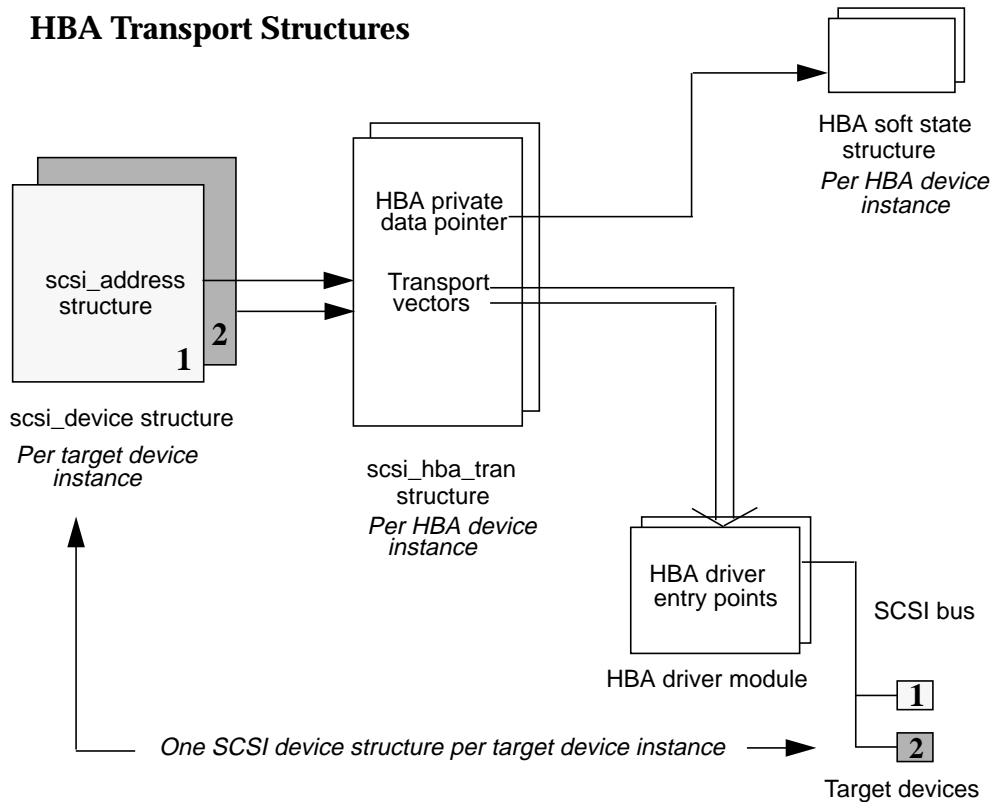 HBA Transport Structures
HBA soft state
structure
Per HBA device
instance
HBA private
data pointer
Transport
vectors
scsi_address
structure
1
2
scsi_device structure
Per target device
instance
scsi_hba_tran
structure
Per HBA device
instance
HBA driver
entry points
SCSI bus
HBA driver module
1
2
One SCSI device structure per target device instance
Target devices